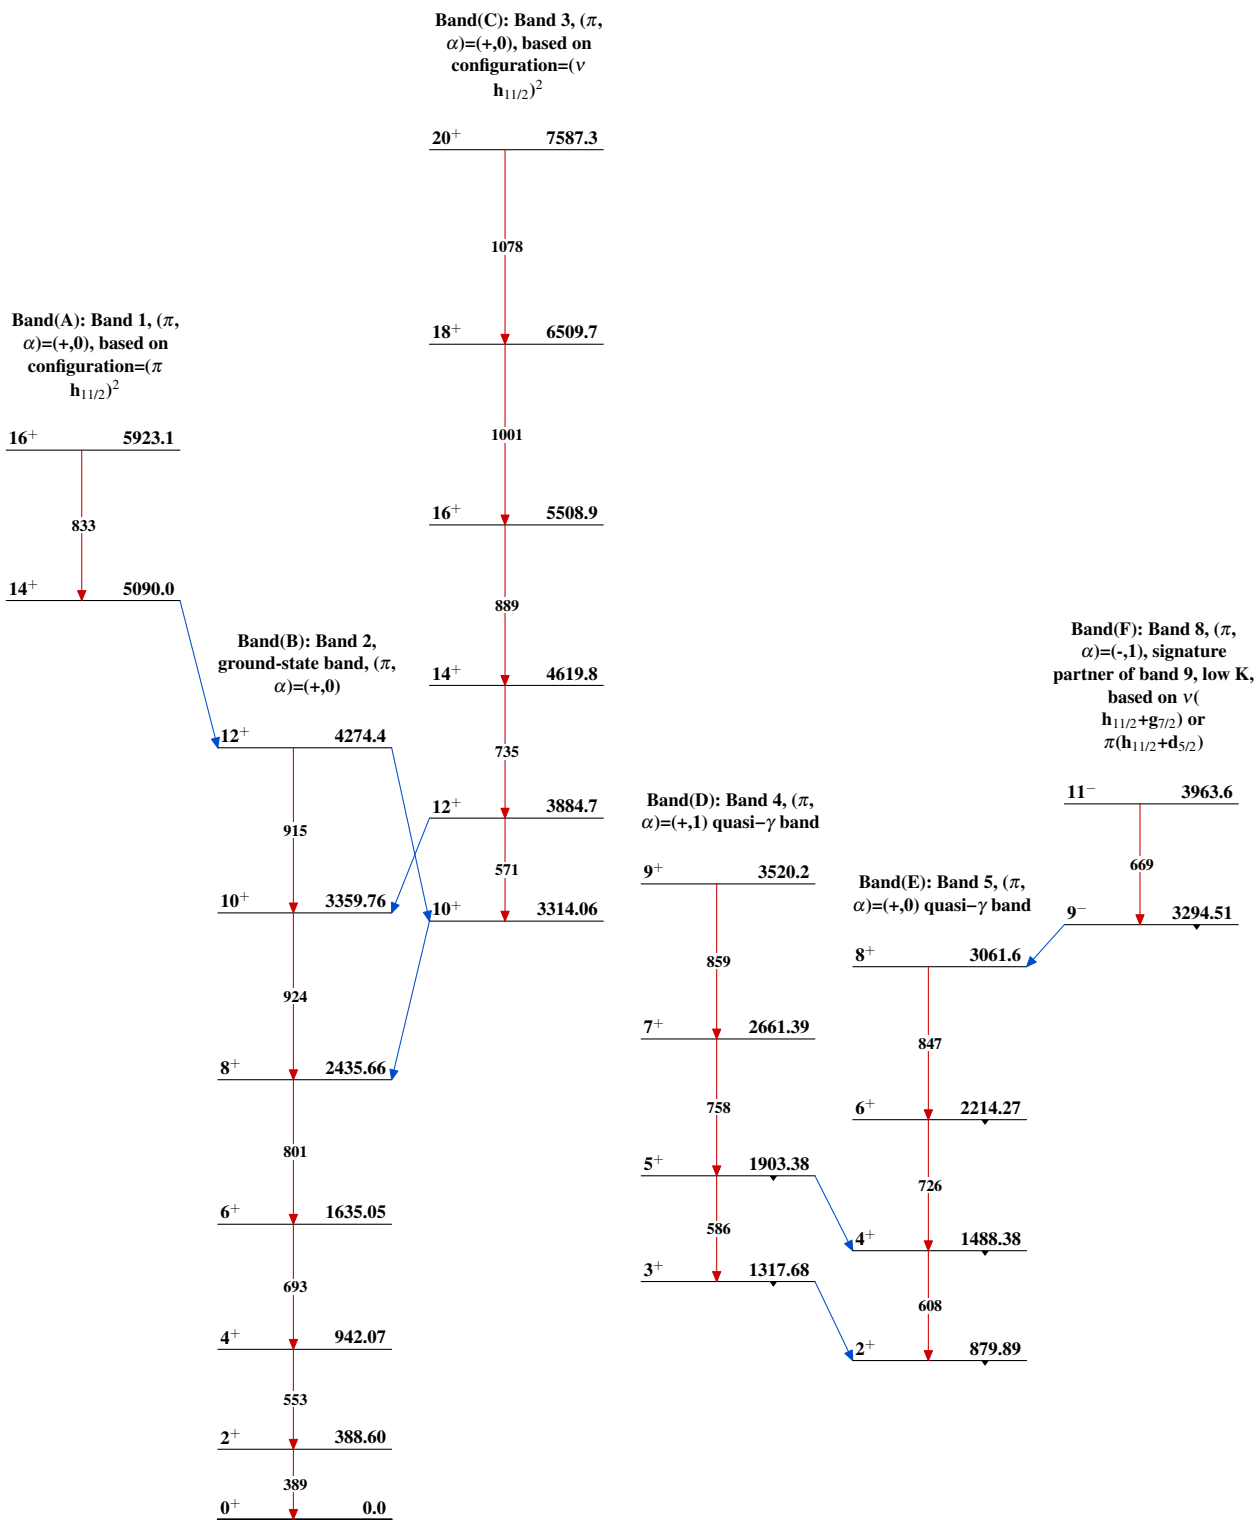 Band(C): Band 3, (π,
α)=(+,0), based on
configuration=(ν
h₁₁/₂)²
20⁺ 7587.3
1078
18⁺ 6509.7
1001
16⁺ 5508.9
889
14⁺ 4619.8
735
12⁺ 3884.7
571
10⁺ 3314.06
Band(A): Band 1, (π,
α)=(+,0), based on
configuration=(π
h₁₁/₂)²
16⁺ 5923.1
833
14⁺ 5090.0
Band(B): Band 2,
ground-state band, (π,
α)=(+,0)
12⁺ 4274.4
915
10⁺ 3359.76
924
8⁺ 2435.66
801
6⁺ 1635.05
693
4⁺ 942.07
553
2⁺ 388.60
389
0⁺ 0.0
Band(D): Band 4, (π,
α)=(+,1) quasi−γ band
9⁺ 3520.2
859
7⁺ 2661.39
758
5⁺ 1903.38
586
3⁺ 1317.68
Band(E): Band 5, (π,
α)=(+,0) quasi−γ band
8⁺ 3061.6
847
6⁺ 2214.27
726
4⁺ 1488.38
608
2⁺ 879.89
Band(F): Band 8, (π,
α)=(-,1), signature
partner of band 9, low K,
based on ν(
h₁₁/₂+g₇/₂) or
π(h₁₁/₂+d₅/₂)
11⁻ 3963.6
669
9⁻ 3294.51